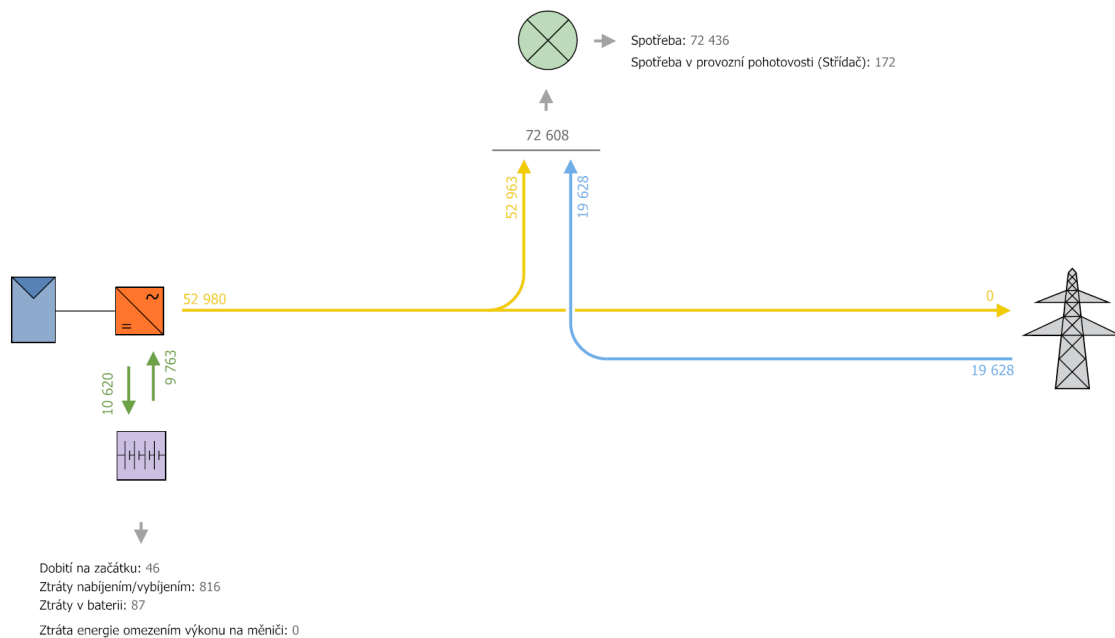 Spotřeba: 72 436
Spotřeba v provozní pohotovosti (Střídač): 172
72 608
52 963
19 628
52 980
0
19 628
10 620
9 763
Dobití na začátku: 46
Ztráty nabíjením/vybíjením: 816
Ztráty v baterii: 87
Ztráta energie omezením výkonu na měniči: 0